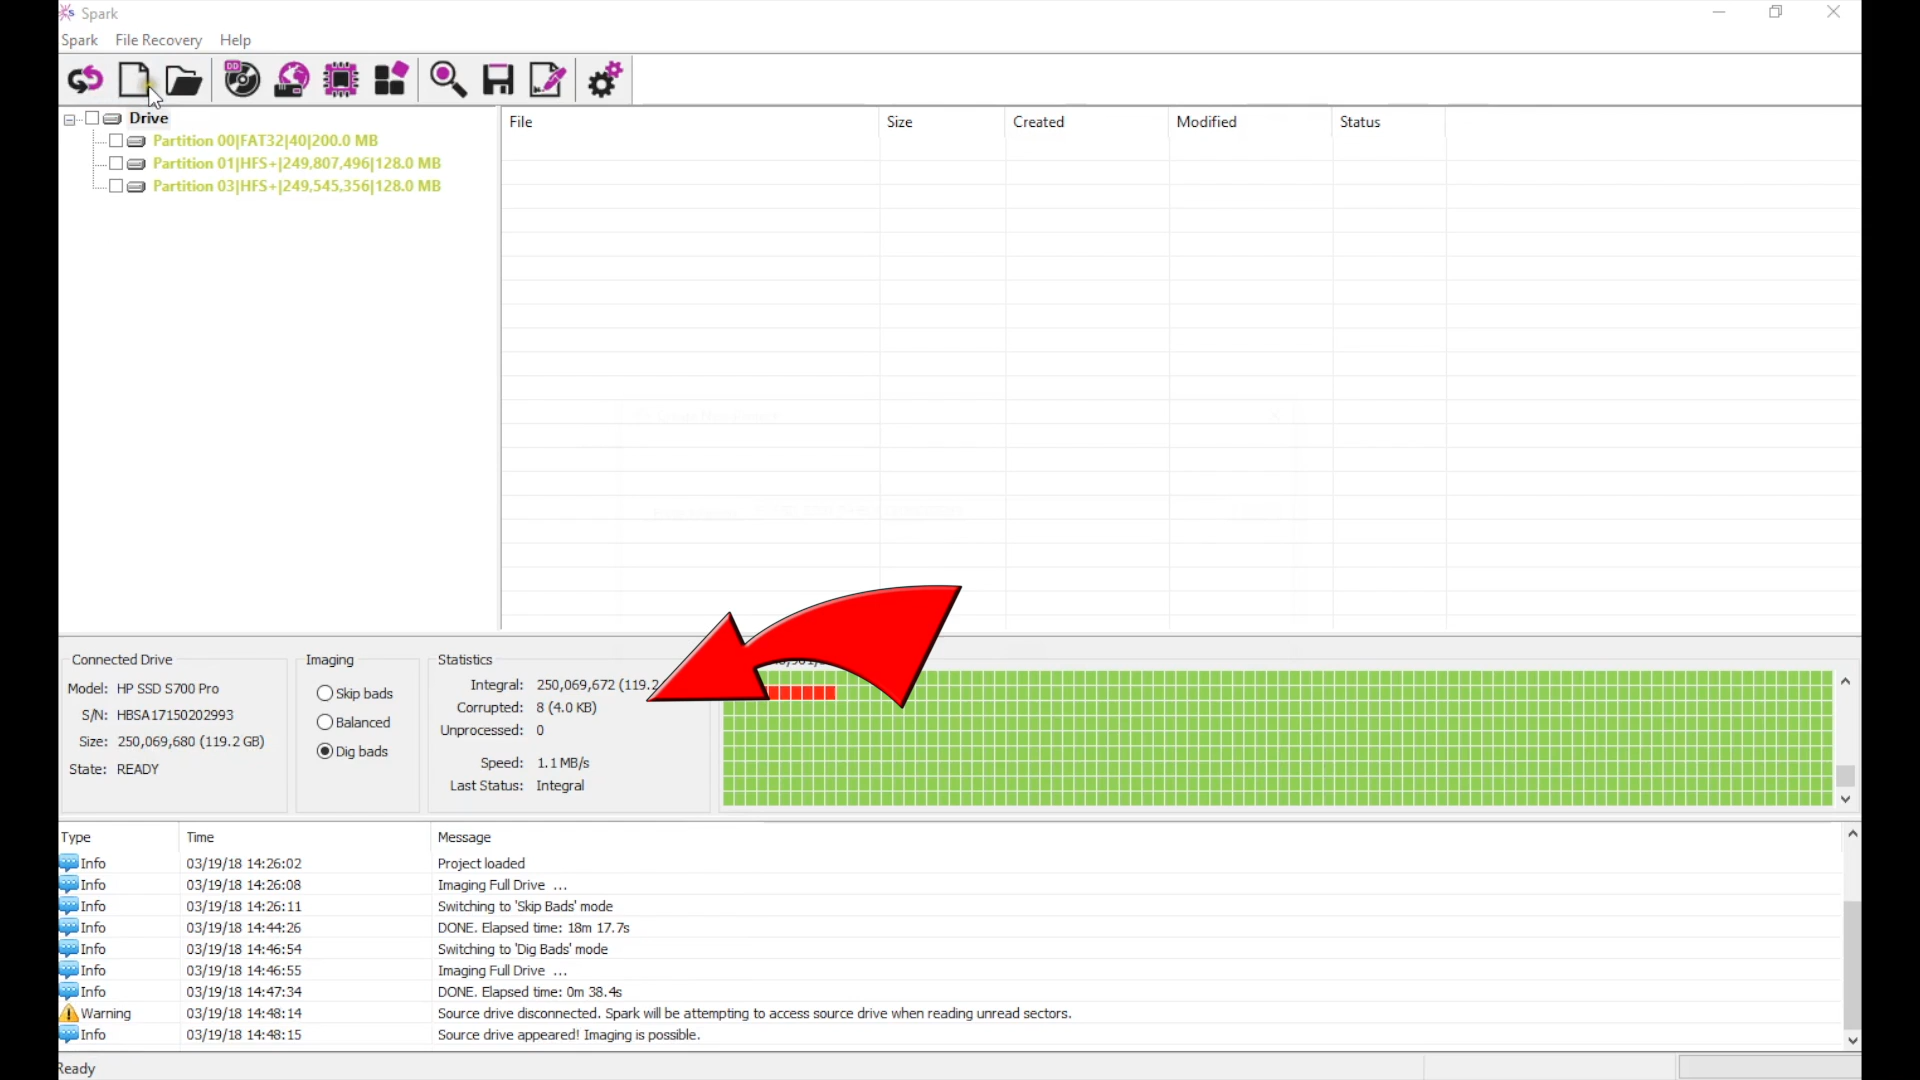 Spark
Spark File Recovery Help
DD
Drive
Partition 00|FAT32|40|200.0 MB
Partition 01|HFS+|249,807,496|128.0 MB
Partition 03|HFS+|249,545,356|128.0 MB
File Size Created Modified Status
Connected Drive
Model: HP SSD S700 Pro
S/N: HBSA17150202993
Size: 250,069,680 (119.2 GB)
State: READY
Imaging
Skip bads
Balanced
Dig bads
Statistics
Integral: 250,069,672 (119.2
Corrupted: 8 (4.0 KB)
Unprocessed: 0
Speed: 1.1 MB/s
Last Status: Integral
Type Time Message
Info 03/19/18 14:26:02 Project loaded
Info 03/19/18 14:26:08 Imaging Full Drive ...
Info 03/19/18 14:26:11 Switching to 'Skip Bads' mode
Info 03/19/18 14:44:26 DONE. Elapsed time: 18m 17.7s
Info 03/19/18 14:46:54 Switching to 'Dig Bads' mode
Info 03/19/18 14:46:55 Imaging Full Drive ...
Info 03/19/18 14:47:34 DONE. Elapsed time: 0m 38.4s
Warning 03/19/18 14:48:14 Source drive disconnected. Spark will be attempting to access source drive when reading unread sectors.
Info 03/19/18 14:48:15 Source drive appeared! Imaging is possible.
Ready